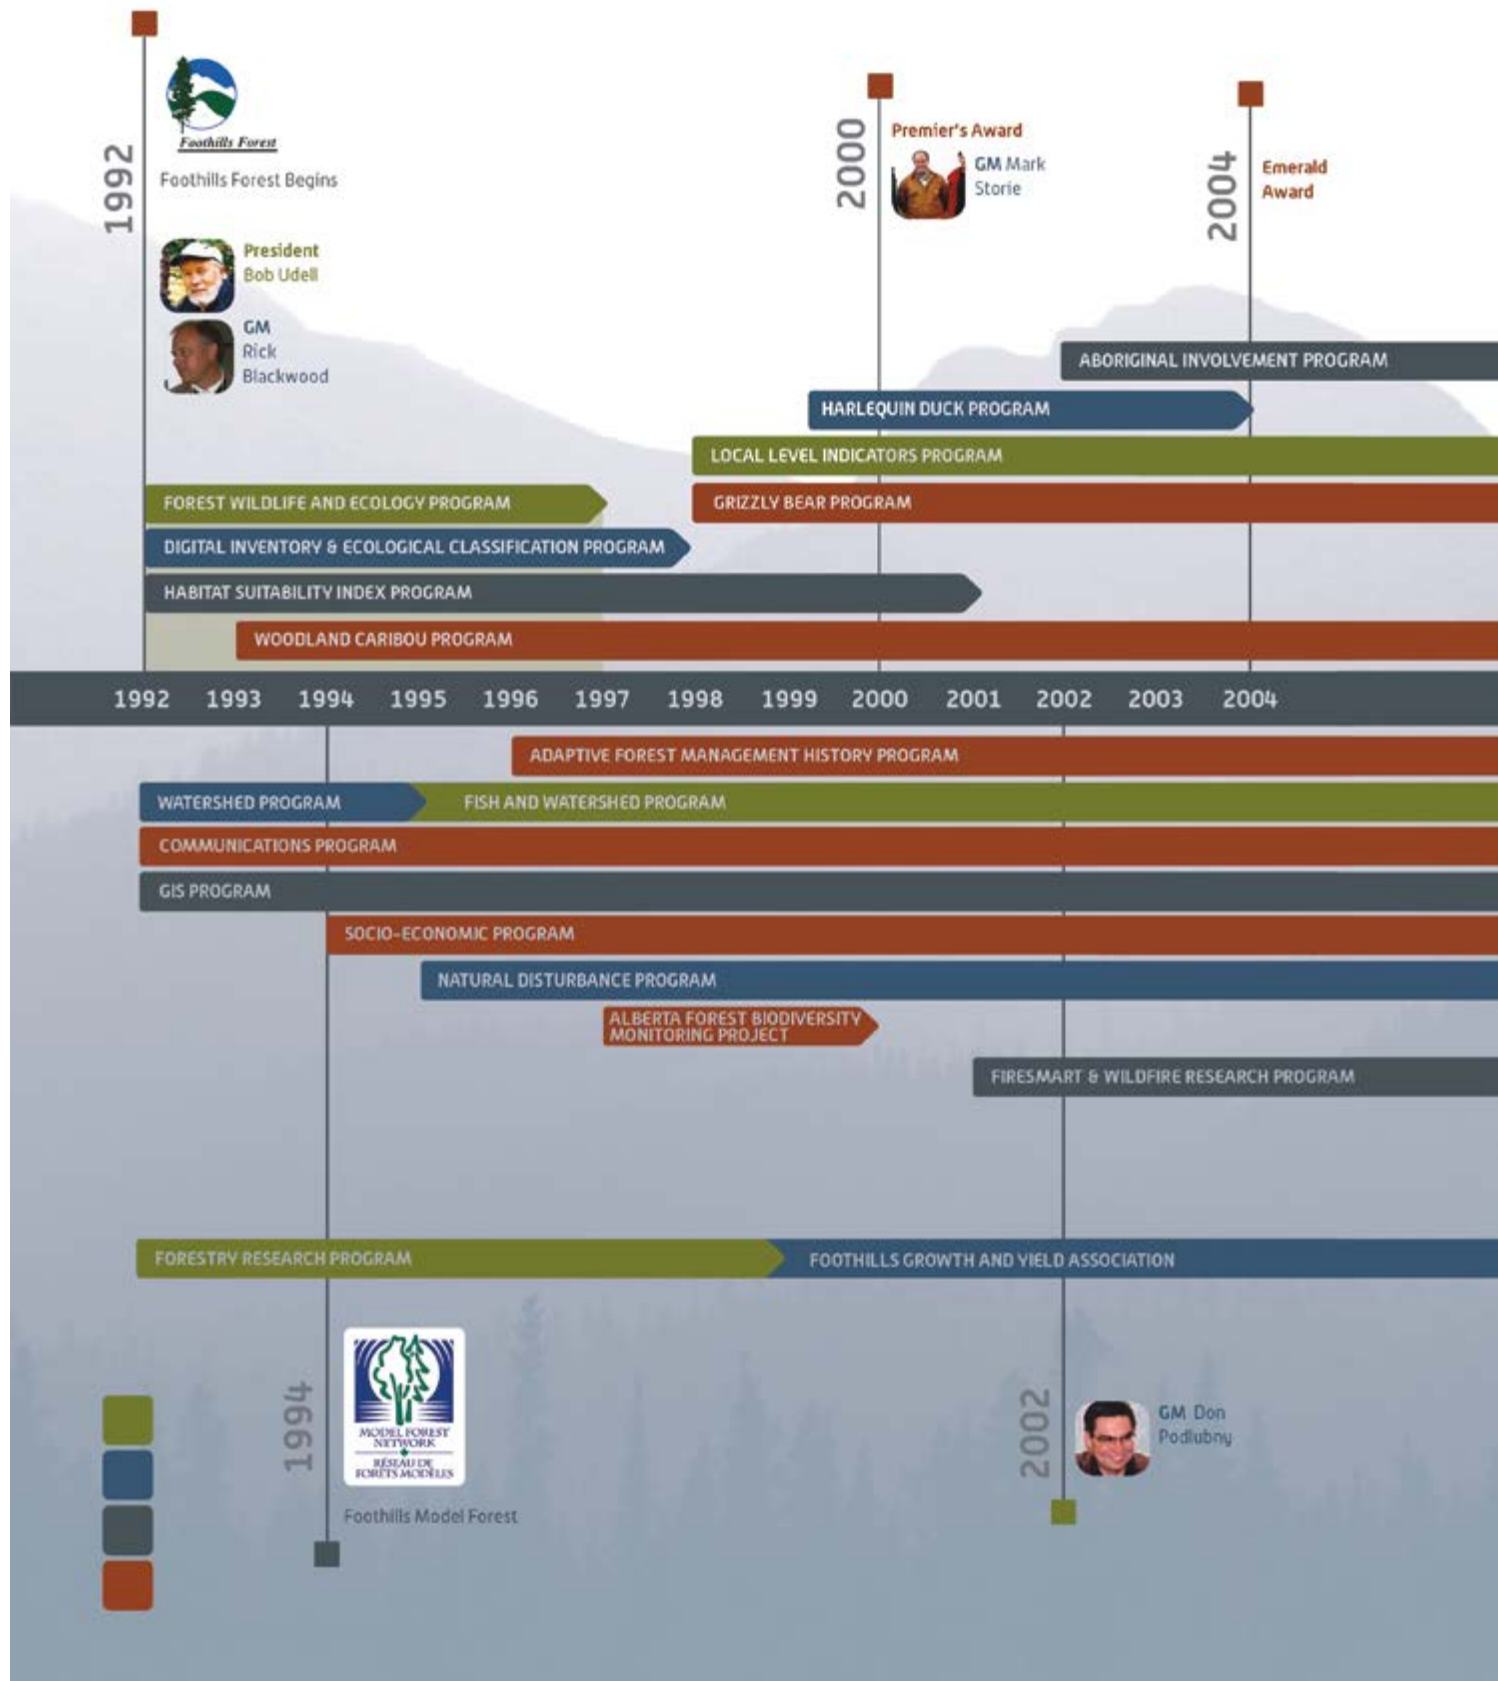 1992
Foothills Forest
Foothills Forest Begins
President
Bob Udell
GM
Rick
Blackwood
2000
Premier's Award
GM Mark
Storie
2004
Emerald
Award
ABORIGINAL INVOLVEMENT PROGRAM
HARLEQUIN DUCK PROGRAM
LOCAL LEVEL INDICATORS PROGRAM
FOREST WILDLIFE AND ECOLOGY PROGRAM
GRIZZLY BEAR PROGRAM
DIGITAL INVENTORY & ECOLOGICAL CLASSIFICATION PROGRAM
HABITAT SUITABILITY INDEX PROGRAM
WOODLAND CARIBOU PROGRAM
1992 1993 1994 1995 1996 1997 1998 1999 2000 2001 2002 2003 2004
ADAPTIVE FOREST MANAGEMENT HISTORY PROGRAM
WATERSHED PROGRAM FISH AND WATERSHED PROGRAM
COMMUNICATIONS PROGRAM
GIS PROGRAM
SOCIO-ECONOMIC PROGRAM
NATURAL DISTURBANCE PROGRAM
ALBERTA FOREST BIODIVERSITY
MONITORING PROJECT
FIRESMART & WILDFIRE RESEARCH PROGRAM
FORESTRY RESEARCH PROGRAM FOOTHILLS GROWTH AND YIELD ASSOCIATION
1994
MODEL FOREST
NETWORK
RÉSEAU DE
FORÊTS MODÈLES
Foothills Model Forest
2002
GM Don
Podlubny